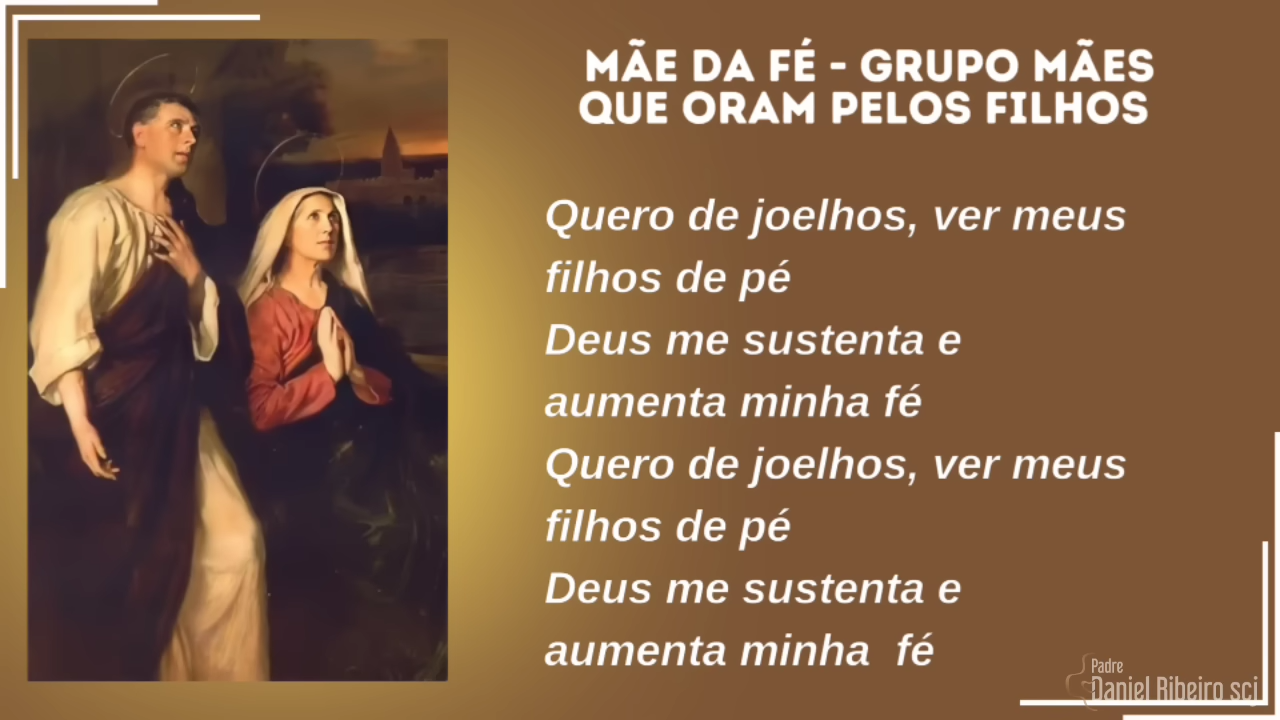 MÃE DA FÉ - GRUPO MÃES
QUE ORAM PELOS FILHOS
Quero de joelhos, ver meus
filhos de pé
Deus me sustenta e
aumenta minha fé
Quero de joelhos, ver meus
filhos de pé
Deus me sustenta e
aumenta minha  fé
Padre
Daniel Ribeiro scj